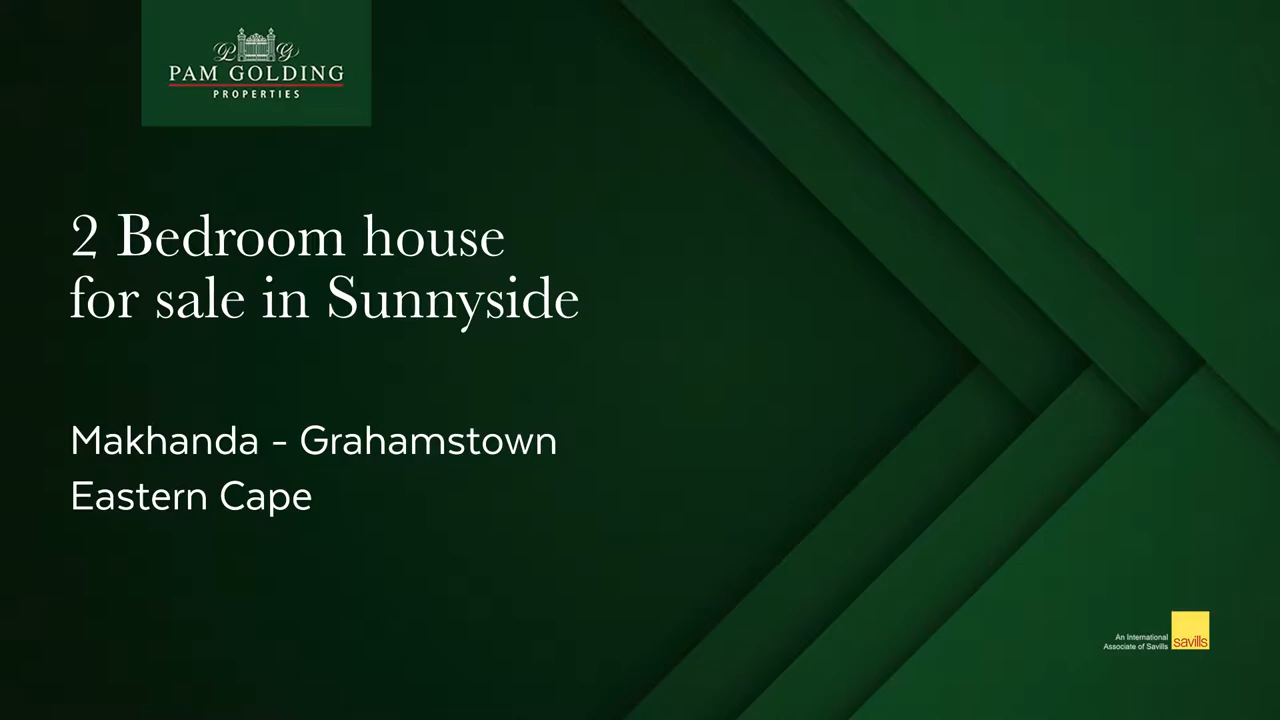 PG
PAM GOLDING
PROPERTIES
2 Bedroom house
for sale in Sunnyside
Makhanda - Grahamstown
Eastern Cape
An International
Associate of Savills
savills